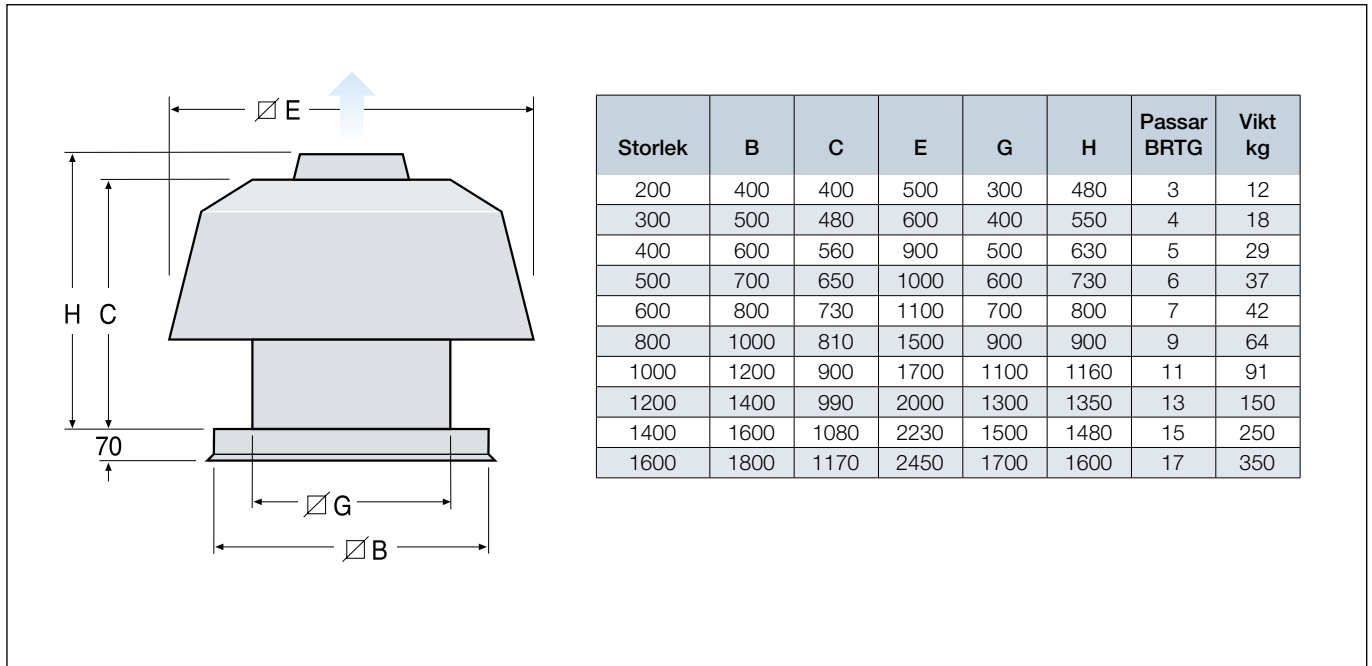 E
H
C
70
G
B
Storlek B C E G H Passar BRTG Vikt kg
200 400 400 500 300 480 3 12
300 500 480 600 400 550 4 18
400 600 560 900 500 630 5 29
500 700 650 1000 600 730 6 37
600 800 730 1100 700 800 7 42
800 1000 810 1500 900 900 9 64
1000 1200 900 1700 1100 1160 11 91
1200 1400 990 2000 1300 1350 13 150
1400 1600 1080 2230 1500 1480 15 250
1600 1800 1170 2450 1700 1600 17 350